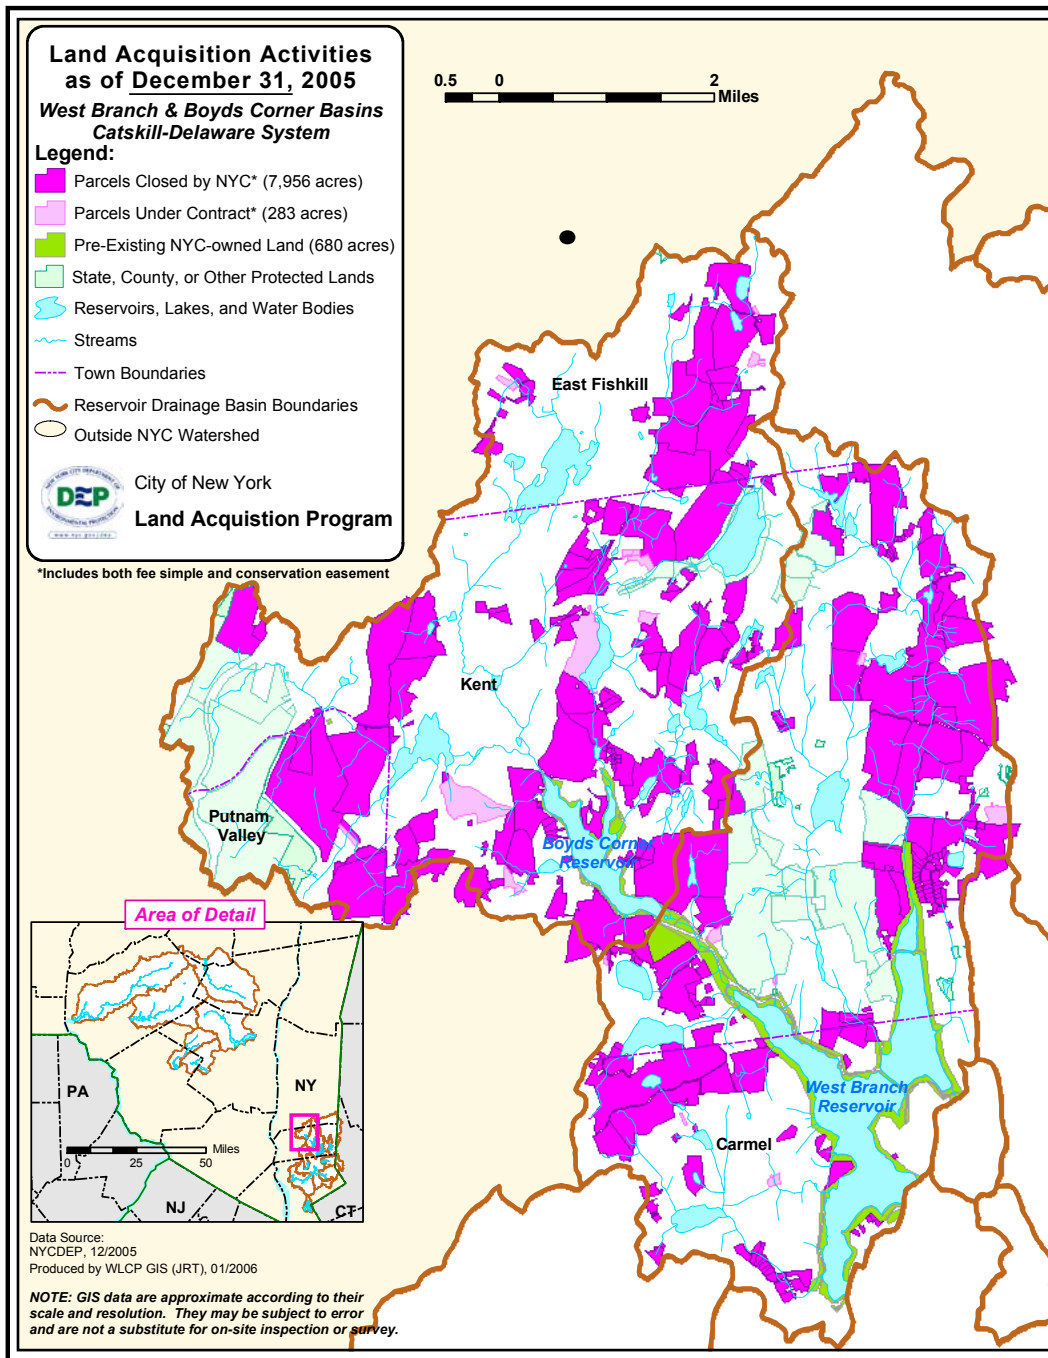 Land Acquisition Activities
as of December 31, 2005
West Branch & Boyds Corner Basins
Catskill-Delaware System
Legend:
Parcels Closed by NYC* (7,956 acres)
Parcels Under Contract* (283 acres)
Pre-Existing NYC-owned Land (680 acres)
State, County, or Other Protected Lands
Reservoirs, Lakes, and Water Bodies
Streams
Town Boundaries
Reservoir Drainage Basin Boundaries
Outside NYC Watershed
DEP
City of New York
Land Acquistion Program
*Includes both fee simple and conservation easement
0.5 0 2
Miles
East Fishkill
Kent
Putnam
Valley
Boyds Corner
Reservoir
West Branch
Reservoir
Carmel
Area of Detail
PA
NY
NJ
CT
0 25 50
Miles
Data Source:
NYCDEP, 12/2005
Produced by WLCP GIS (JRT), 01/2006
NOTE: GIS data are approximate according to their
scale and resolution. They may be subject to error
and are not a substitute for on-site inspection or survey.